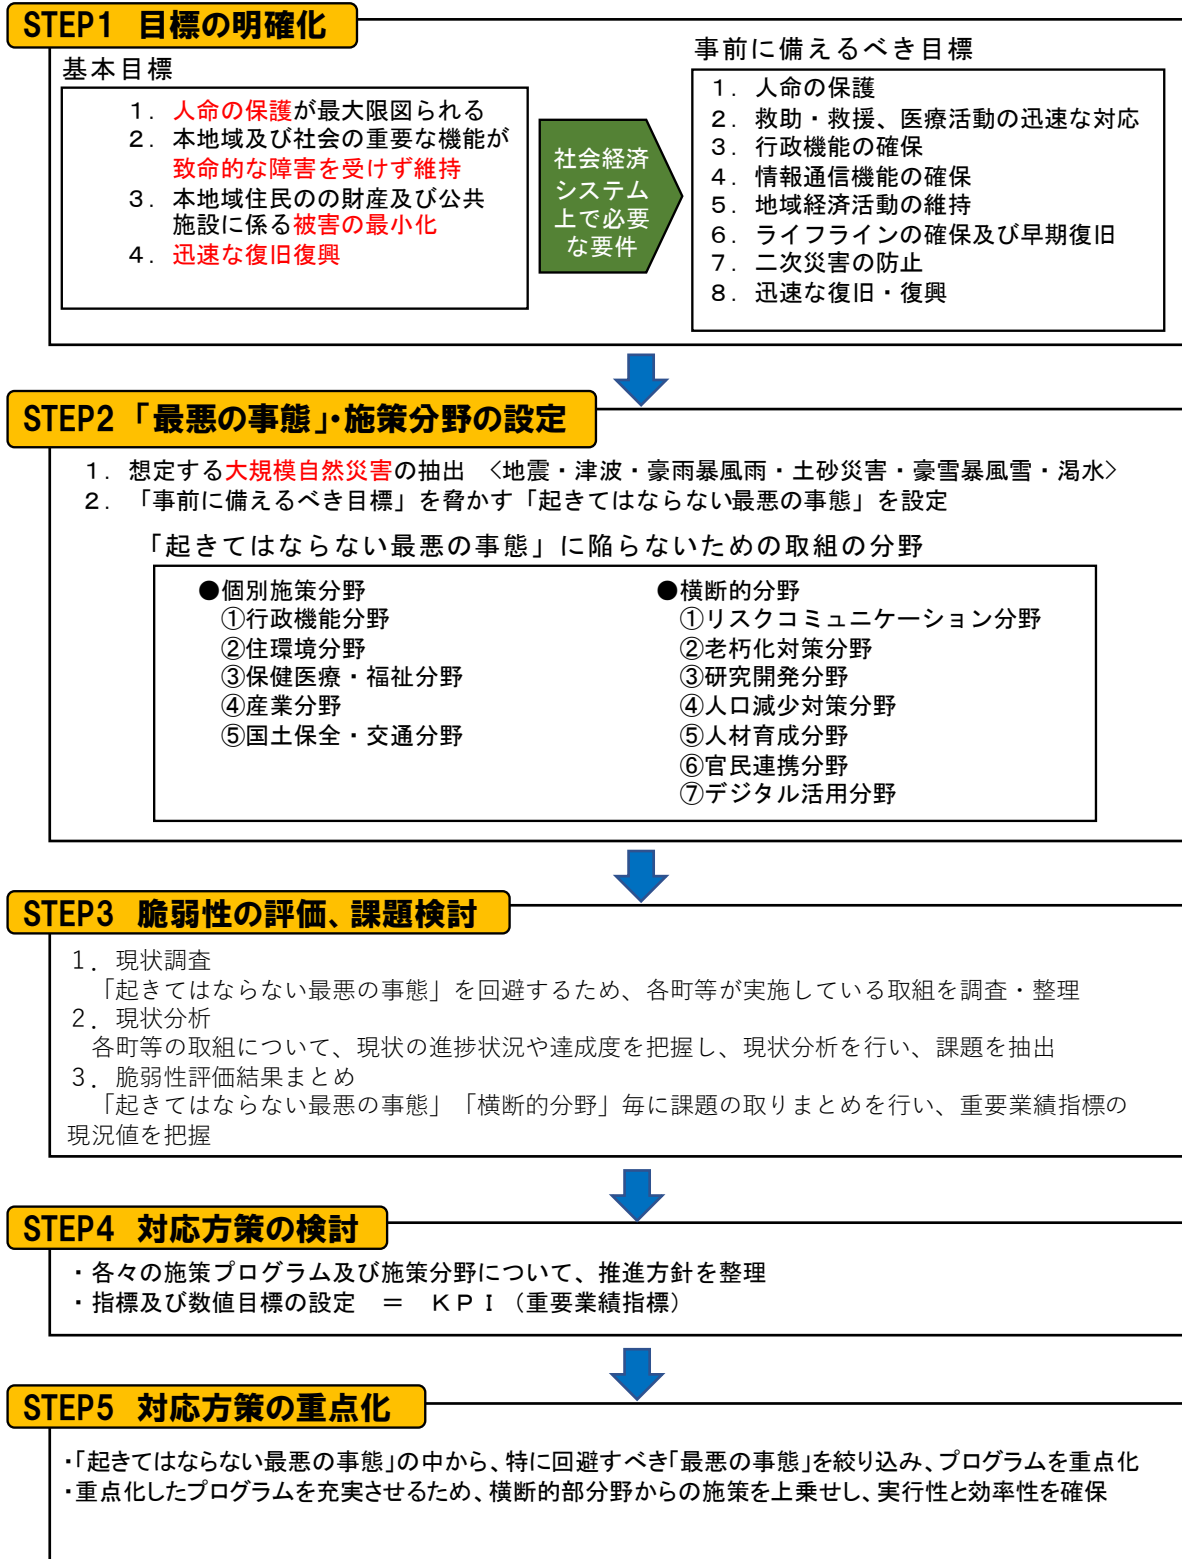 STEP1 目標の明確化
基本目標
1. 人命の保護が最大限図られる
2. 本地域及び社会の重要な機能が
致命的な障害を受けず維持
3. 本地域住民のの財産及び公共
施設に係る被害の最小化
4. 迅速な復旧復興
社会経済
システム
上で必要
な要件
事前に備えるべき目標
1. 人命の保護
2. 救助・救援、医療活動の迅速な対応
3. 行政機能の確保
4. 情報通信機能の確保
5. 地域経済活動の維持
6. ライフラインの確保及び早期復旧
7. 二次災害の防止
8. 迅速な復旧・復興
STEP2 「最悪の事態」・施策分野の設定
1. 想定する大規模自然災害の抽出 <地震・津波・豪雨暴風雨・土砂災害・豪雪暴風雪・渇水>
2. 「事前に備えるべき目標」を脅かす「起きてはならない最悪の事態」を設定
「起きてはならない最悪の事態」に陥らないための取組の分野
●個別施策分野
①行政機能分野
②住環境分野
③保健医療・福祉分野
④産業分野
⑤国土保全・交通分野
●横断的分野
①リスクコミュニケーション分野
②老朽化対策分野
③研究開発分野
④人口減少対策分野
⑤人材育成分野
⑥官民連携分野
⑦デジタル活用分野
STEP3 脆弱性の評価、課題検討
1. 現状調査
「起きてはならない最悪の事態」を回避するため、各町等が実施している取組を調査・整理
2. 現状分析
各町等の取組について、現状の進捗状況や達成度を把握し、現状分析を行い、課題を抽出
3. 脆弱性評価結果まとめ
「起きてはならない最悪の事態」「横断的分野」毎に課題の取りまとめを行い、重要業績指標の
現況値を把握
STEP4 対応方策の検討
・各々の施策プログラム及び施策分野について、推進方針を整理
・指標及び数値目標の設定 = KPI(重要業績指標)
STEP5 対応方策の重点化
・「起きてはならない最悪の事態」の中から、特に回避すべき「最悪の事態」を絞り込み、プログラムを重点化
・重点化したプログラムを充実させるため、横断的部分野からの施策を上乗せし、実行性と効率性を確保